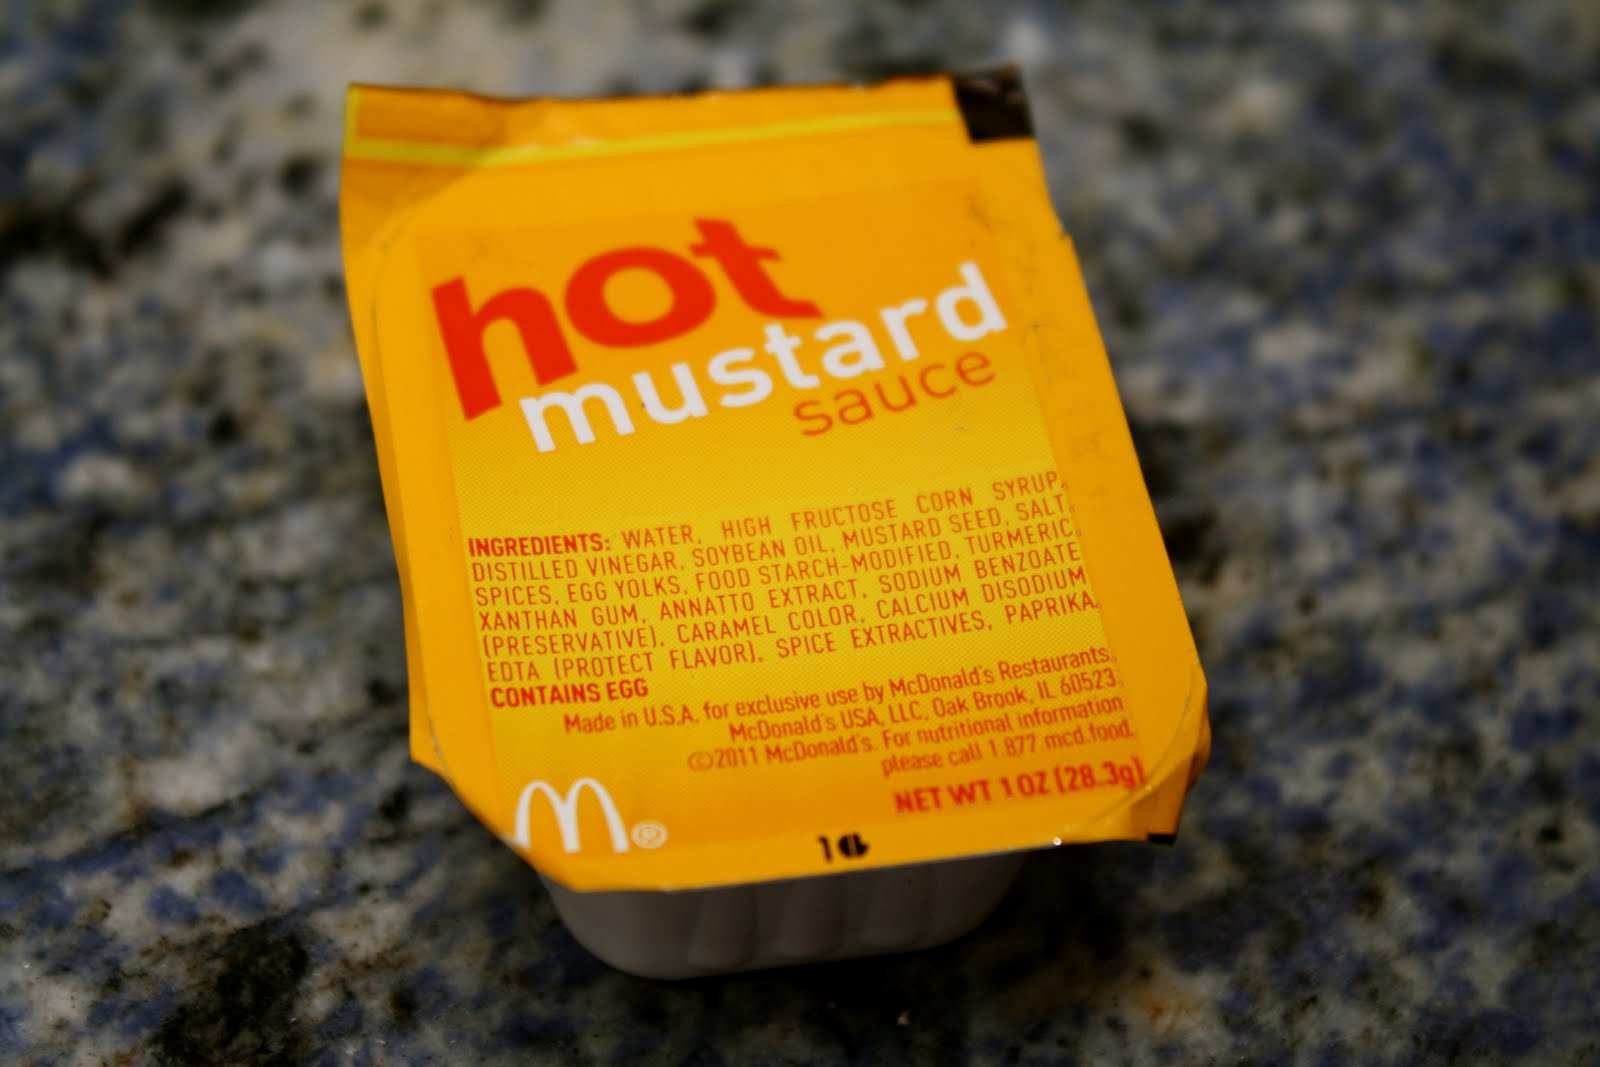 hot
mustard
sauce
INGREDIENTS: WATER, HIGH FRUCTOSE CORN SYRUP,
DISTILLED VINEGAR, SOYBEAN OIL, MUSTARD SEED, SALT,
SPICES, EGG YOLKS, FOOD STARCH-MODIFIED, TURMERIC,
XANTHAN GUM, ANNATTO EXTRACT, SODIUM BENZOATE
(PRESERVATIVE), CARAMEL COLOR, CALCIUM DISODIUM
EDTA (PROTECT FLAVOR), SPICE EXTRACTIVES, PAPRIKA.
CONTAINS EGG
Made in U.S.A. for exclusive use by McDonald's Restaurants,
McDonald's USA, LLC, Oak Brook, IL 60523
©2011 McDonald's. For nutritional information
please call 1.877.mcd.food.
NET WT 1 OZ (28.3g)
M®